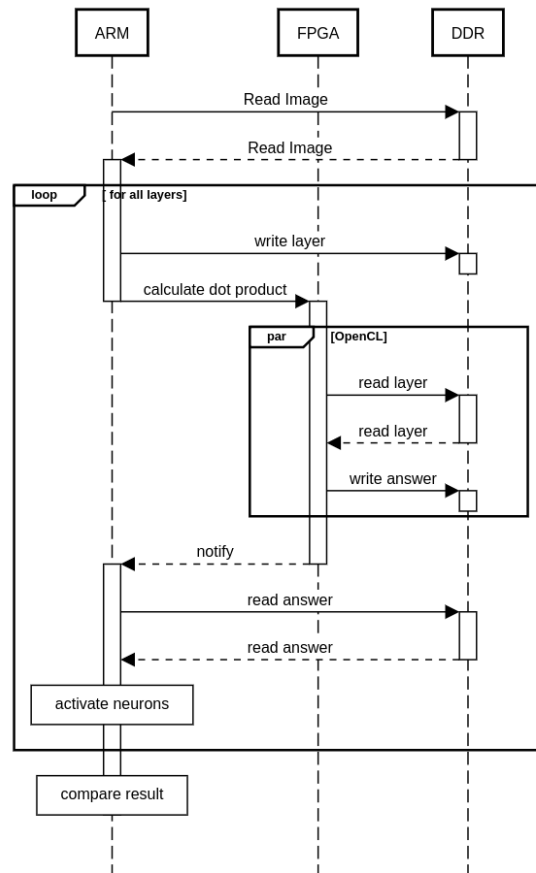 ARM
FPGA
DDR
Read Image
Read Image
loop
[ for all layers]
write layer
calculate dot product
par
[OpenCL]
read layer
read layer
write answer
notify
read answer
read answer
activate neurons
compare result